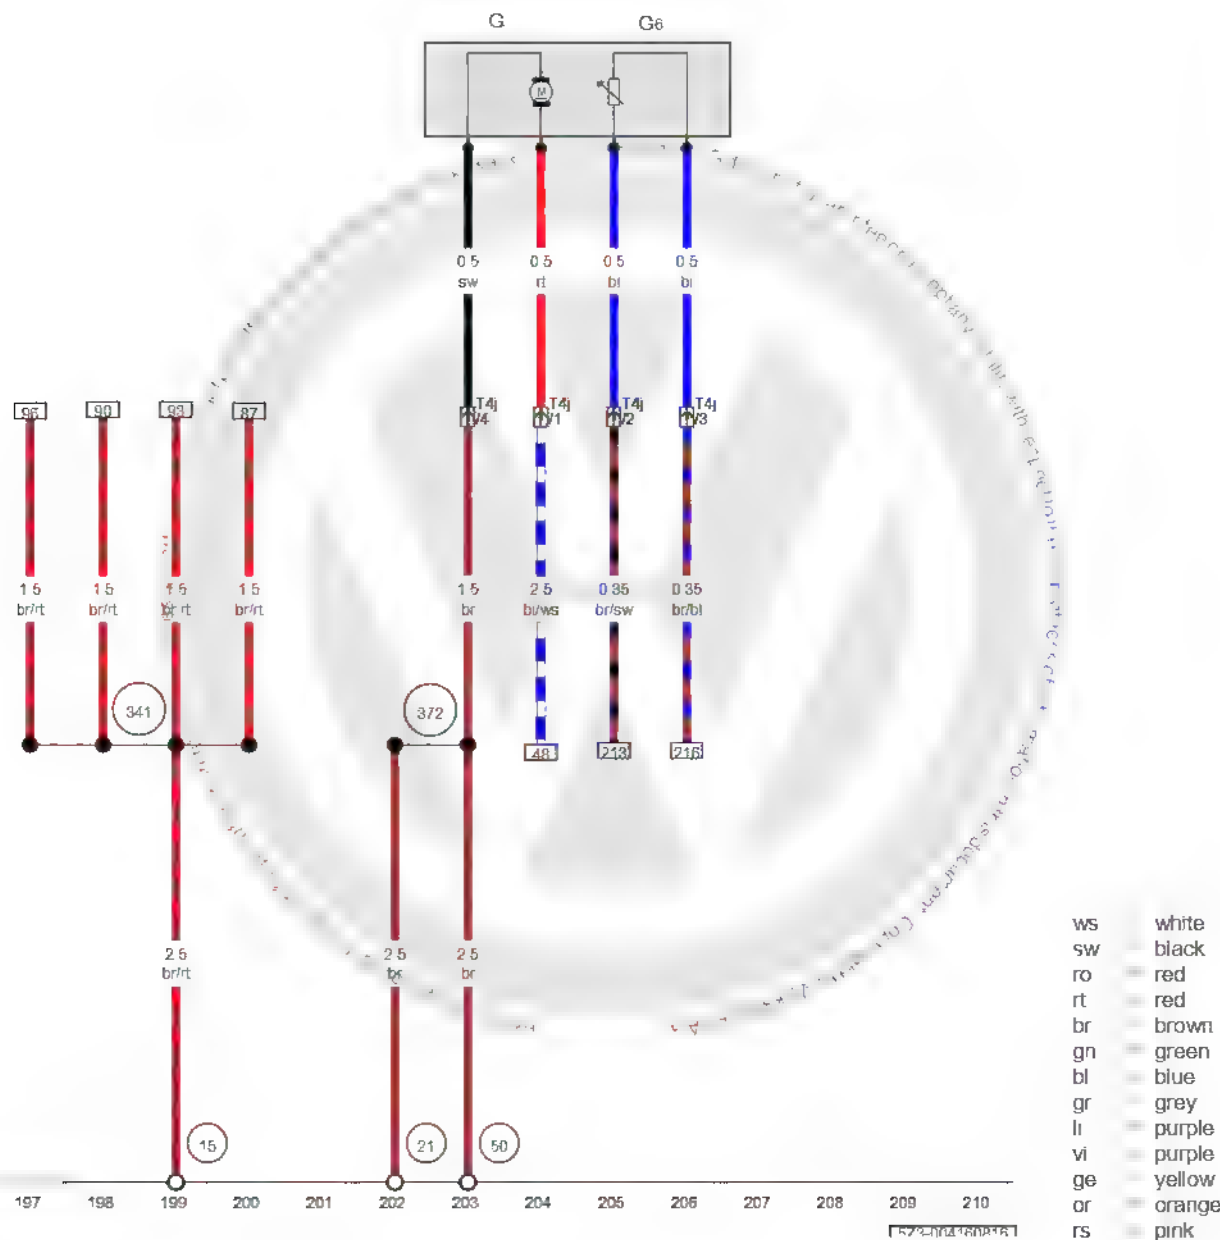 G G6
M
0 5 0 5 0 5 0 5
sw rt bl bl
96 90 93 87 T4j T4j T4j T4j
/4 /1 /2 /3
1 5 1 5 1 5 1 5 1 5 2 5 0 35 0 35
br/rt br/rt br/rt br/rt br bl/ws br/sw br/bl
341 372
48 213 216
2 5 2 5 2 5
br/rt br br
ws white
sw black
ro red
rt red
br brown
gn green
bl blue
gr grey
li purple
vi purple
ge yellow
or orange
rs pink
15 21 50
197 198 199 200 201 202 203 204 205 206 207 208 209 210